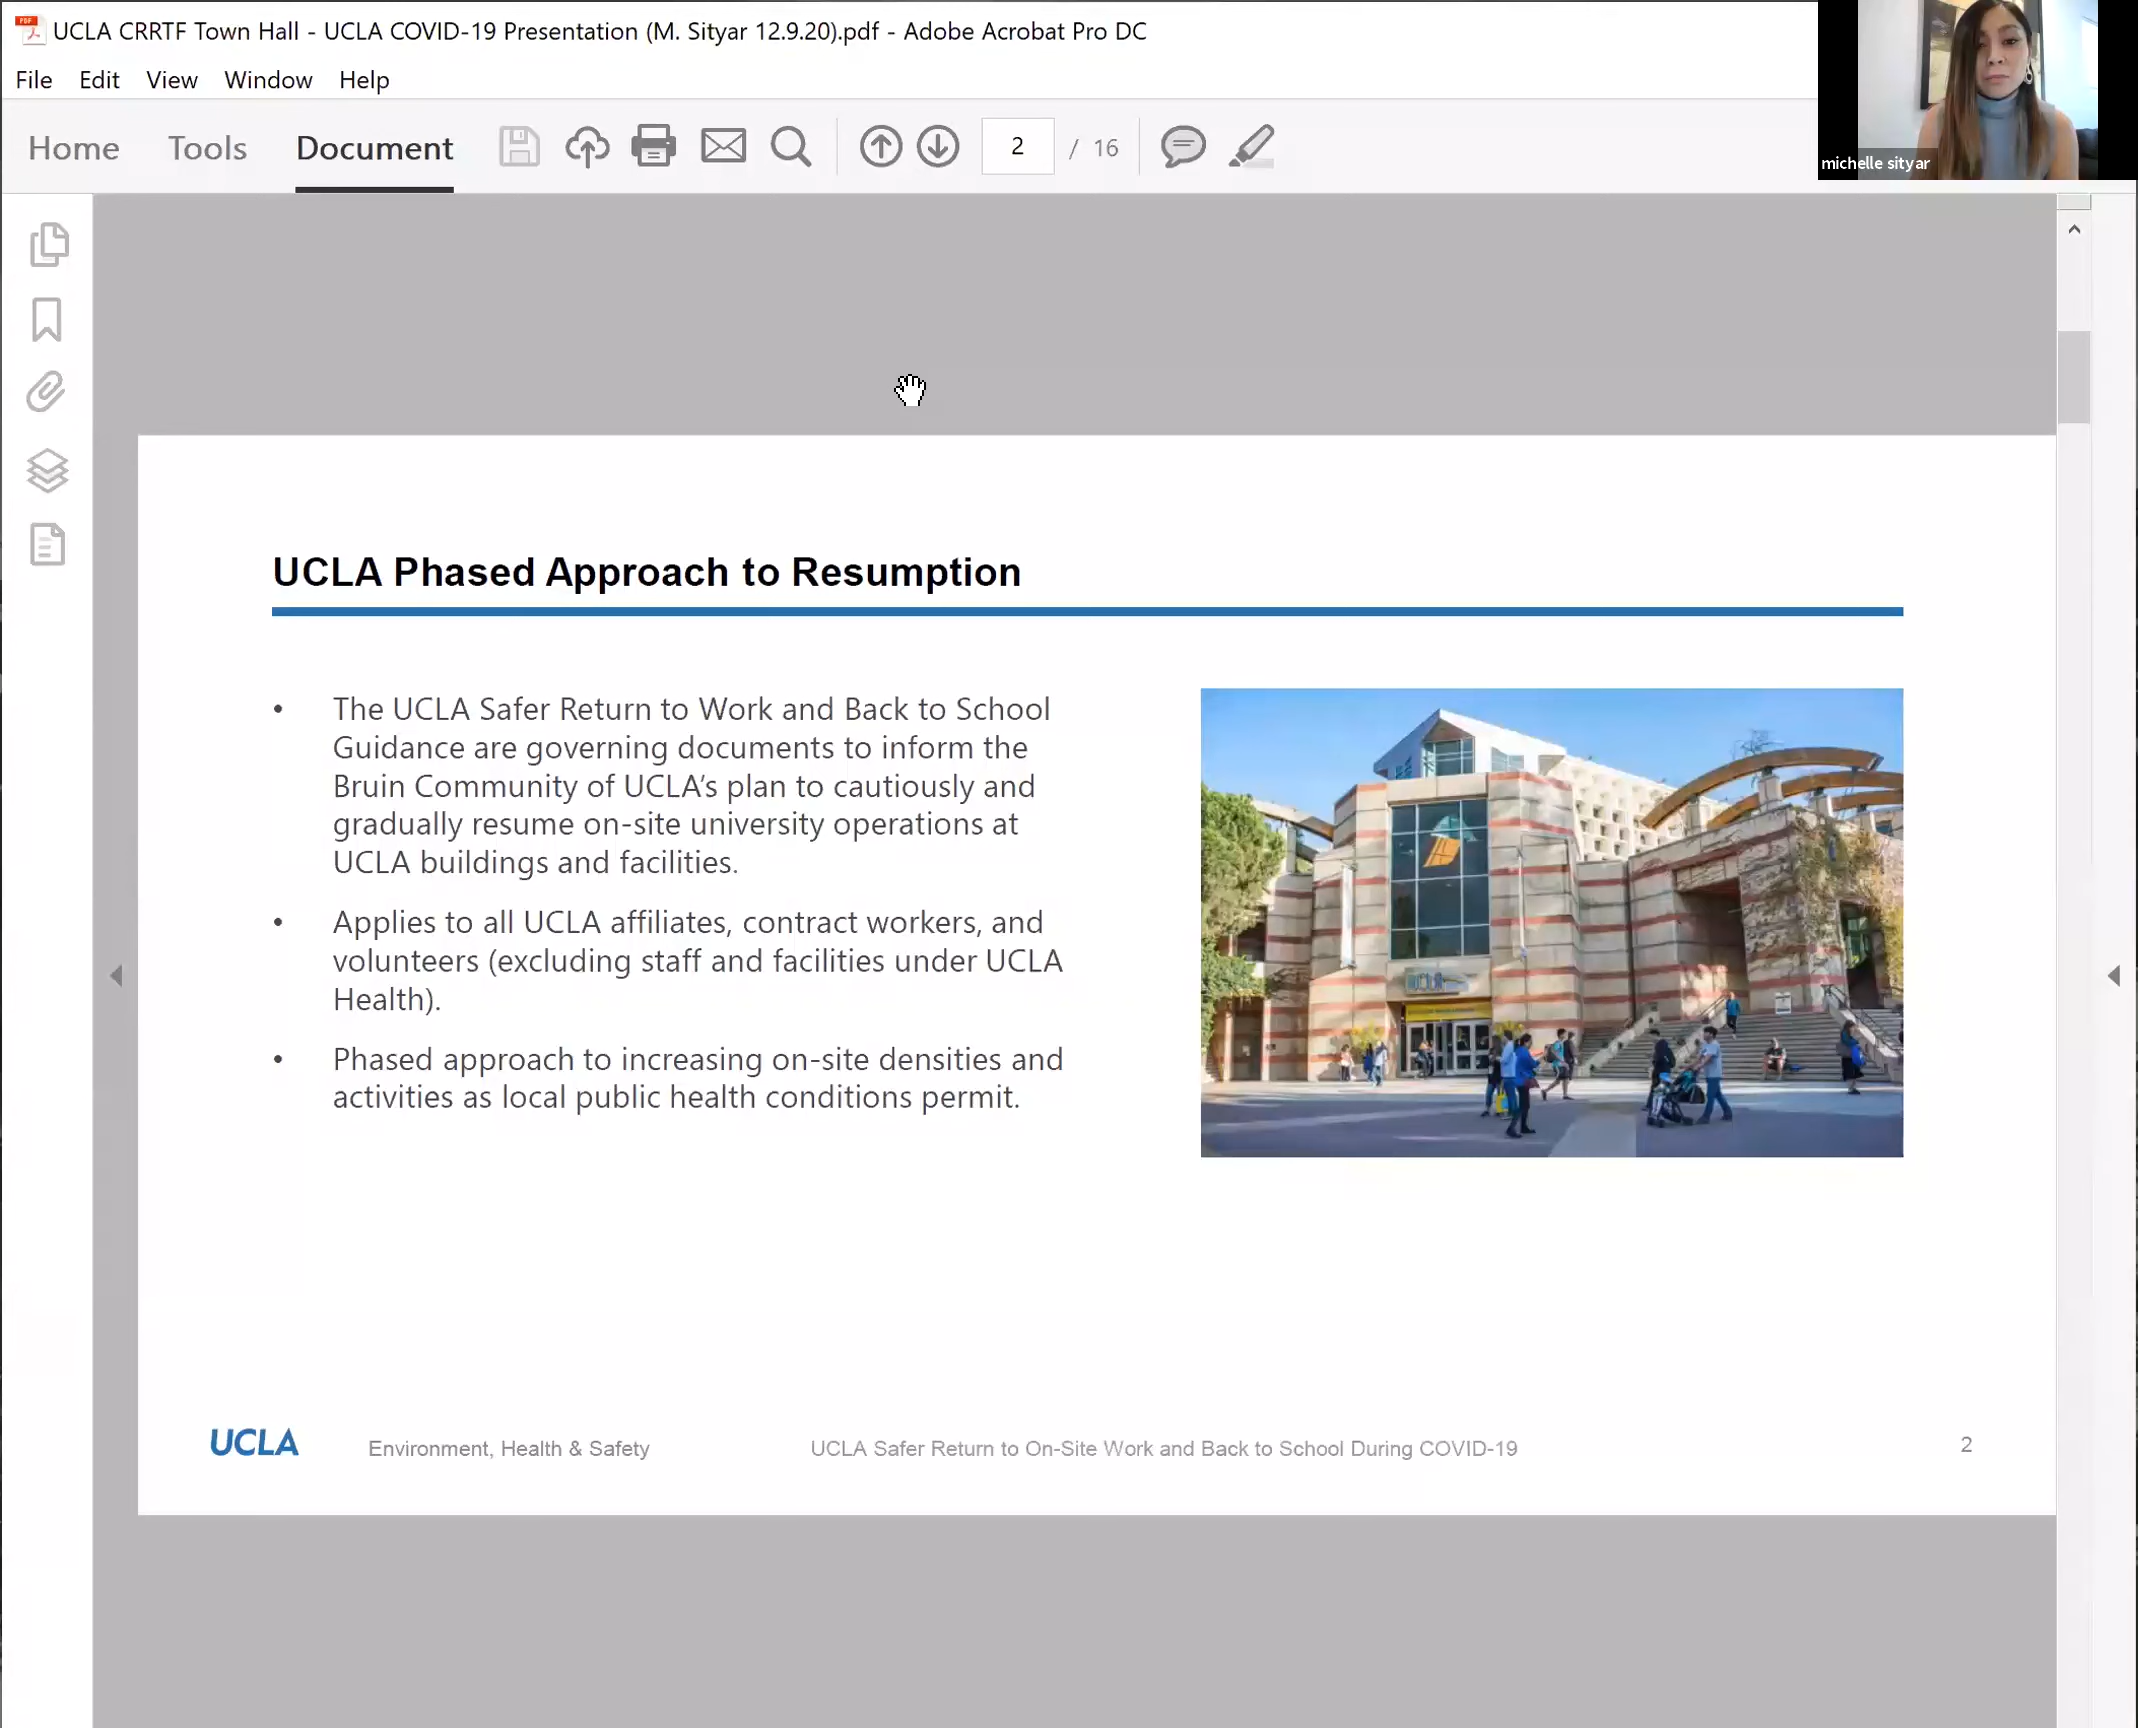 UCLA CRRTF Town Hall - UCLA COVID-19 Presentation (M. Sityar 12.9.20).pdf - Adobe Acrobat Pro DC
File Edit View Window Help
Home Tools Document 2 / 16
michelle sityar
UCLA Phased Approach to Resumption
• The UCLA Safer Return to Work and Back to School
Guidance are governing documents to inform the
Bruin Community of UCLA's plan to cautiously and
gradually resume on-site university operations at
UCLA buildings and facilities.
• Applies to all UCLA affiliates, contract workers, and
volunteers (excluding staff and facilities under UCLA
Health).
• Phased approach to increasing on-site densities and
activities as local public health conditions permit.
UCLA
UCLA Environment, Health & Safety UCLA Safer Return to On-Site Work and Back to School During COVID-19 2